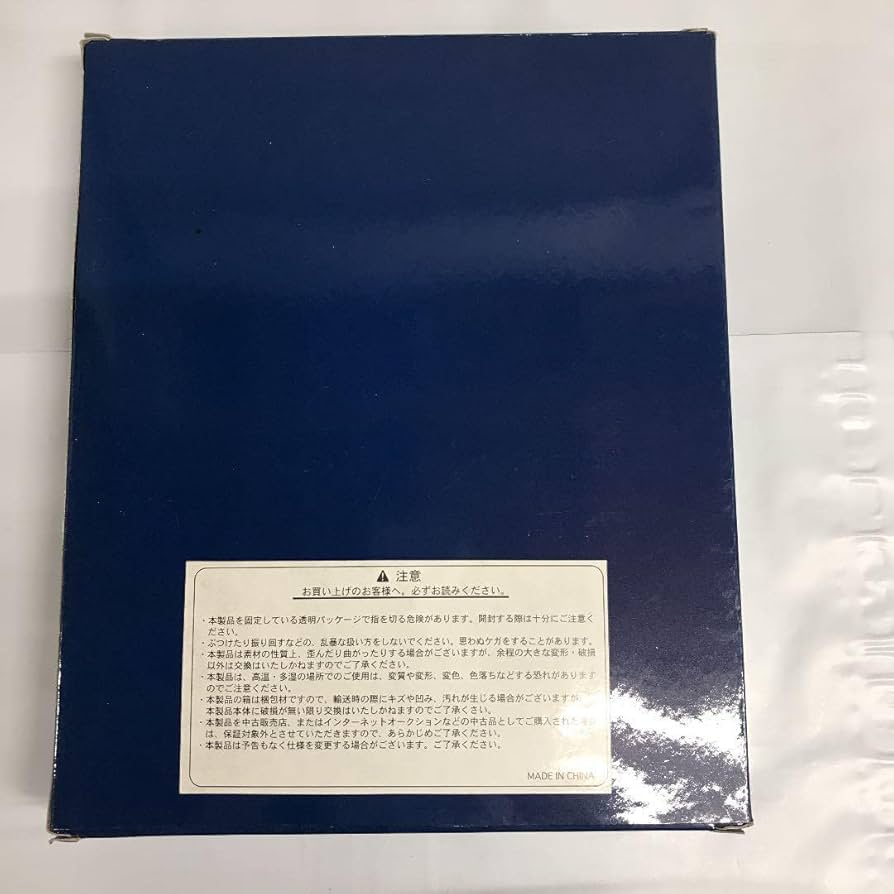 ⚠ 注意
お買い上げのお客様へ。必ずお読みください。
・本製品を固定している透明パッケージで指を切る危険があります。開封する際は十分にご注意く
ださい。
・ぶつけたり振り回すなどの、乱暴な扱い方をしないでください。思わぬケガをすることがあります。
・本製品は素材の性質上、歪んだり曲がったりする場合がございますが、余程の大きな変形・破損
以外は交換はいたしかねますのでご了承ください。
・本製品は、高温・多湿の場所でのご使用は、変質や変形、変色、色落ちなどする恐れがあります
のでご注意ください。
・本製品の箱は梱包材ですので、輸送時の際にキズや凹み、汚れが生じる場合がございますが、
本製品本体に破損が無い限り交換はいたしかねますのでご了承ください。
・本製品を中古販売店、またはインターネットオークションなどの中古品としてご購入された
は、保証対象外とさせていただきますので、あらかじめご了承ください。
・本製品は予告もなく仕様を変更する場合がございます。ご了承ください。
MADE IN CHINA